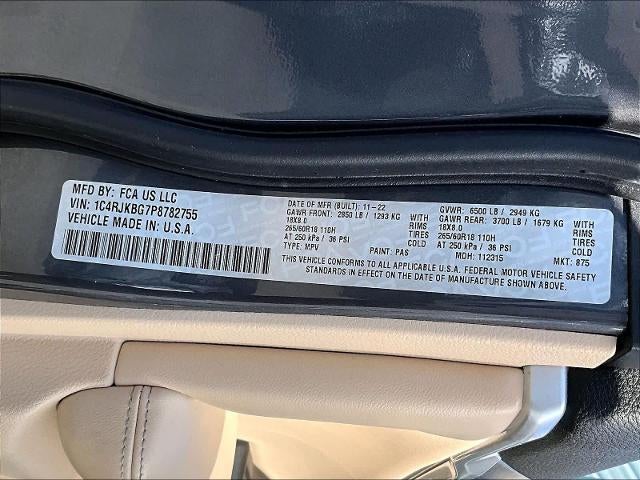 MFD BY: FCA US LLC
VIN: 1C4RJKBG7P8782755
VEHICLE MADE IN: U.S.A.
DATE OF MFR (BUILT): 11-22 GVWR: 6500 LB / 2949 KG
GAWR FRONT: 2850 LB / 1293 KG WITH GAWR REAR: 3700 LB / 1679 KG WITH
18X8.0 RIMS 18X8.0 RIMS
265/60R18 110H TIRES 265/60R18 110H TIRES
AT 250 kPa / 36 PSI COLD AT 250 kPa / 36 PSI COLD
TYPE: MPV PAINT: PAS MDH: 112315 MKT: 875
THIS VEHICLE CONFORMS TO ALL APPLICABLE U.S.A. FEDERAL MOTOR VEHICLE SAFETY
STANDARDS IN EFFECT ON THE DATE OF MANUFACTURE SHOWN ABOVE.